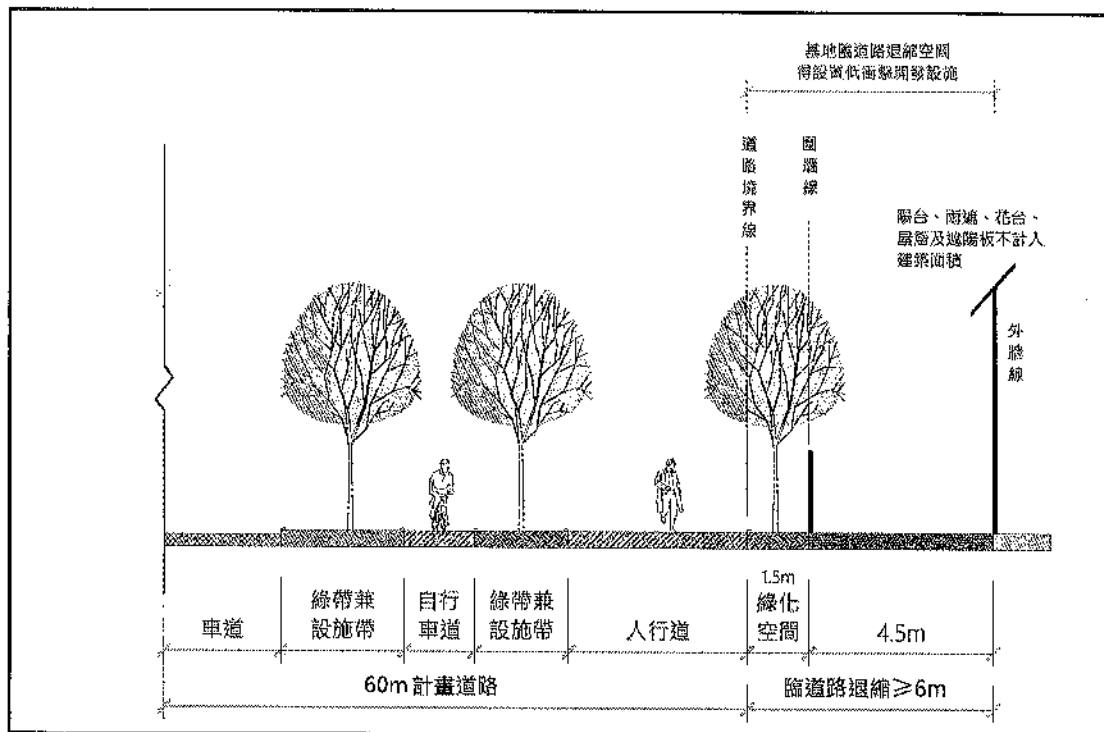 基地臨道路退縮空間
得設置低衝擊開發設施
道路境界線
圍牆線
陽台、雨遮、花台、
屋簷及遮陽板不計入
建築面積
外牆線
車道
綠帶兼
設施帶
自行
車道
綠帶兼
設施帶
人行道
1.5m
綠化
空間
4.5m
60m計畫道路
臨道路退縮≥6m